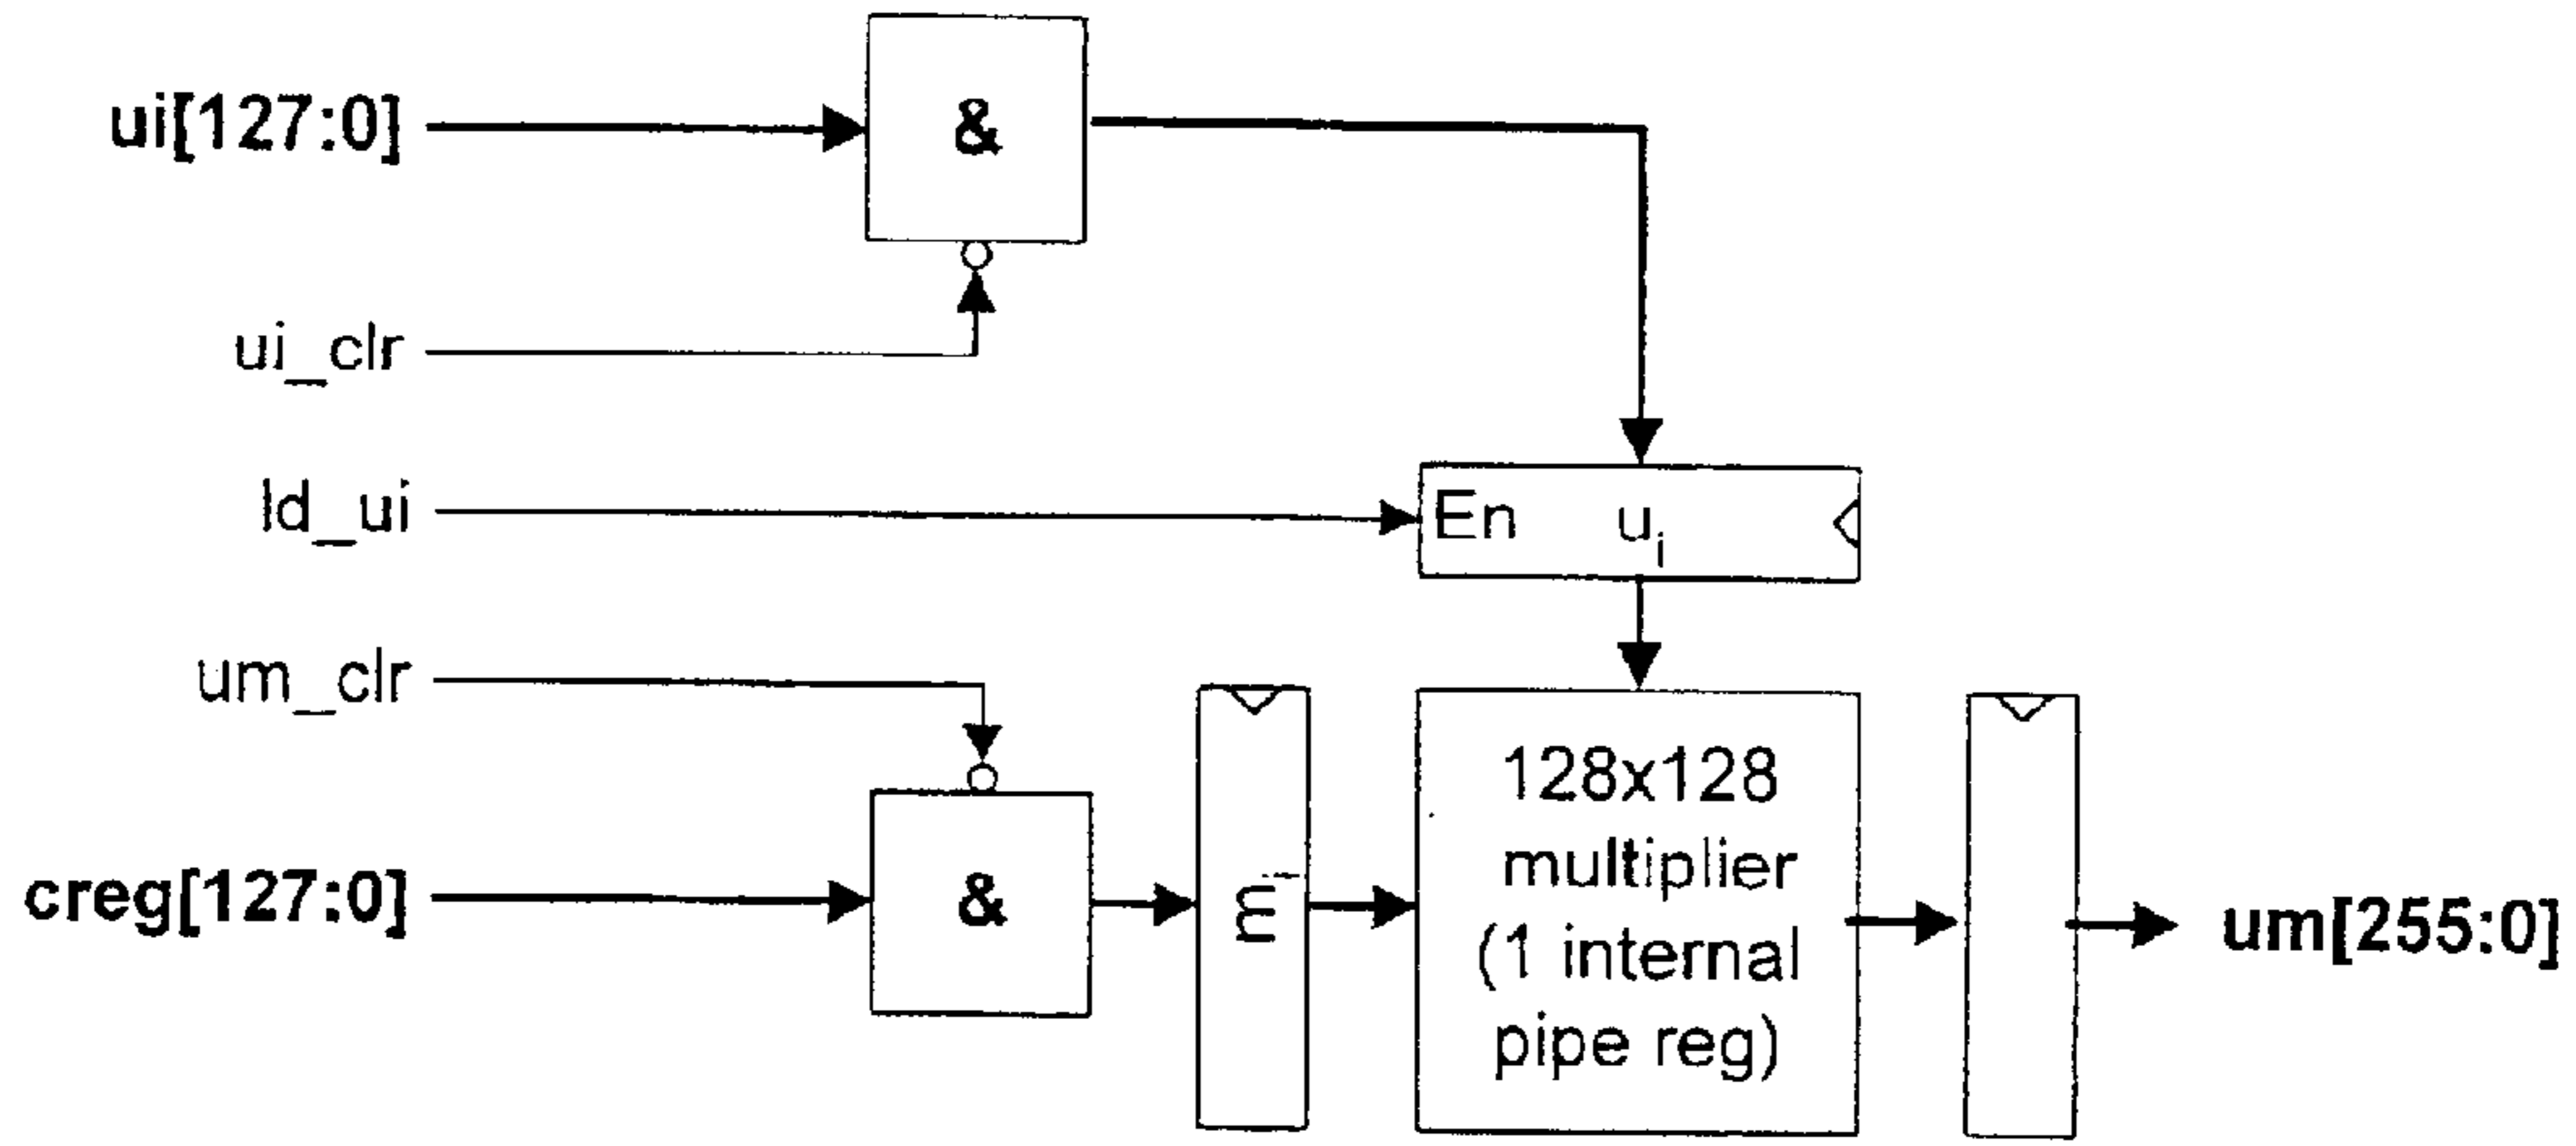 ui[127:0]
&
ui_clr
ld_ui
En u_i
um_clr
creg[127:0]
&
m
128x128
multiplier
(1 internal
pipe reg)
um[255:0]